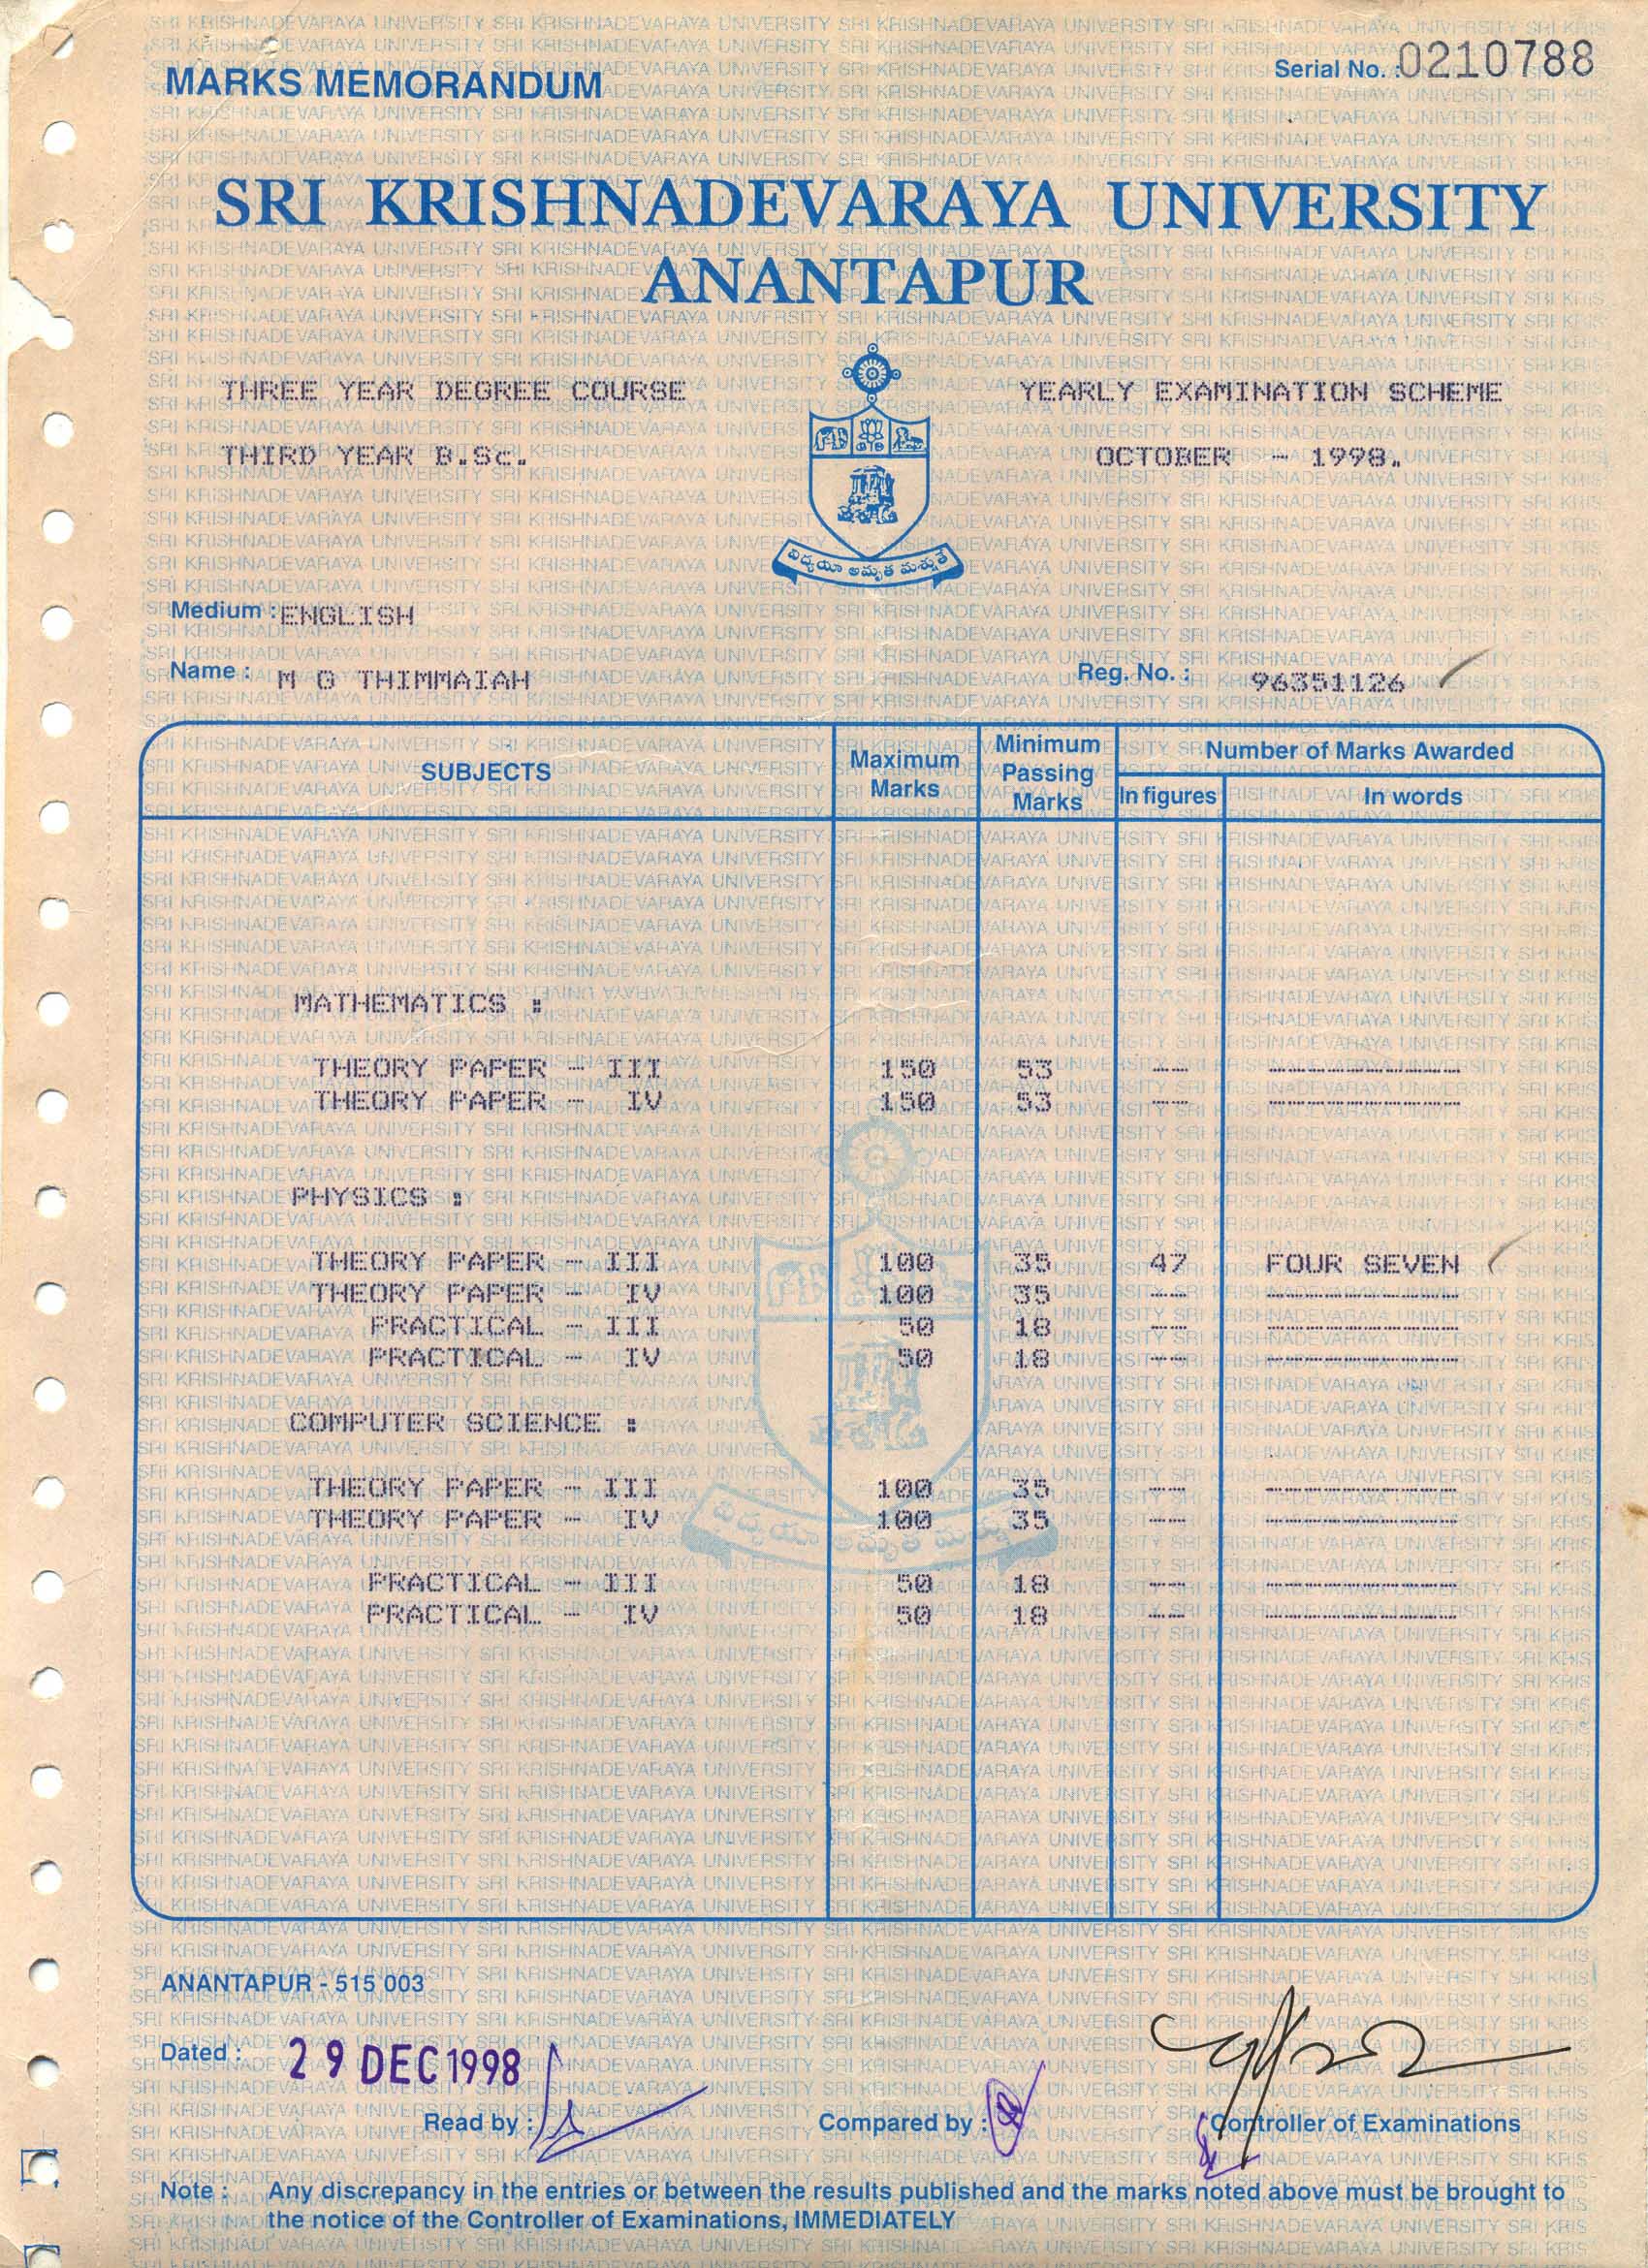 MARKS MEMORANDUM
Serial No. : 0210788
SRI KRISHNADEVARAYA UNIVERSITY
ANANTAPUR
THREE YEAR DEGREE COURSE YEARLY EXAMINATION SCHEME
THIRD YEAR B.Sc. OCTOBER - 1998.
విద్యయా అమృత మశ్నుతే
Medium : ENGLISH
Name : M G THIMMAIAH Reg. No. : 96351126
SUBJECTS Maximum Marks Minimum Passing Marks Number of Marks Awarded
In figures In words
MATHEMATICS :
THEORY PAPER - III 150 53 -- ----------
THEORY PAPER - IV 150 53 -- ----------
PHYSICS :
THEORY PAPER - III 100 35 47 FOUR SEVEN
THEORY PAPER - IV 100 35 -- ----------
PRACTICAL - III 50 18 -- ----------
PRACTICAL - IV 50 18 -- ----------
COMPUTER SCIENCE :
THEORY PAPER - III 100 35 -- ----------
THEORY PAPER - IV 100 35 -- ----------
PRACTICAL - III 50 18 -- ----------
PRACTICAL - IV 50 18 -- ----------
ANANTAPUR - 515 003
Dated : 29 DEC 1998
Read by : Compared by : Controller of Examinations
Note : Any discrepancy in the entries or between the results published and the marks noted above must be brought to
the notice of the Controller of Examinations, IMMEDIATELY